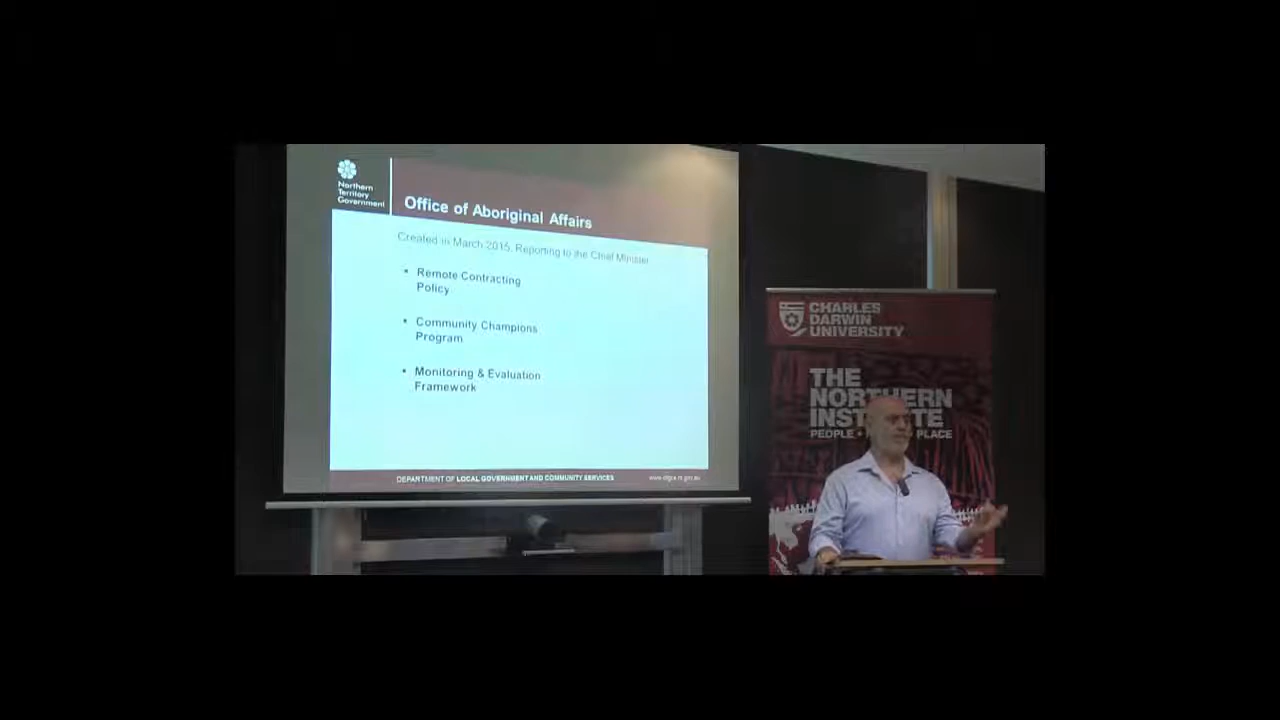 Northern
Territory
Government
Office of Aboriginal Affairs
Created in March 2015, Reporting to the Chief Minister
• Remote Contracting
Policy
• Community Champions
Program
• Monitoring & Evaluation
Framework
DEPARTMENT OF LOCAL GOVERNMENT AND COMMUNITY SERVICES
CHARLES
DARWIN
UNIVERSITY
THE
NORTHERN
PEOPLE •
• PLACE